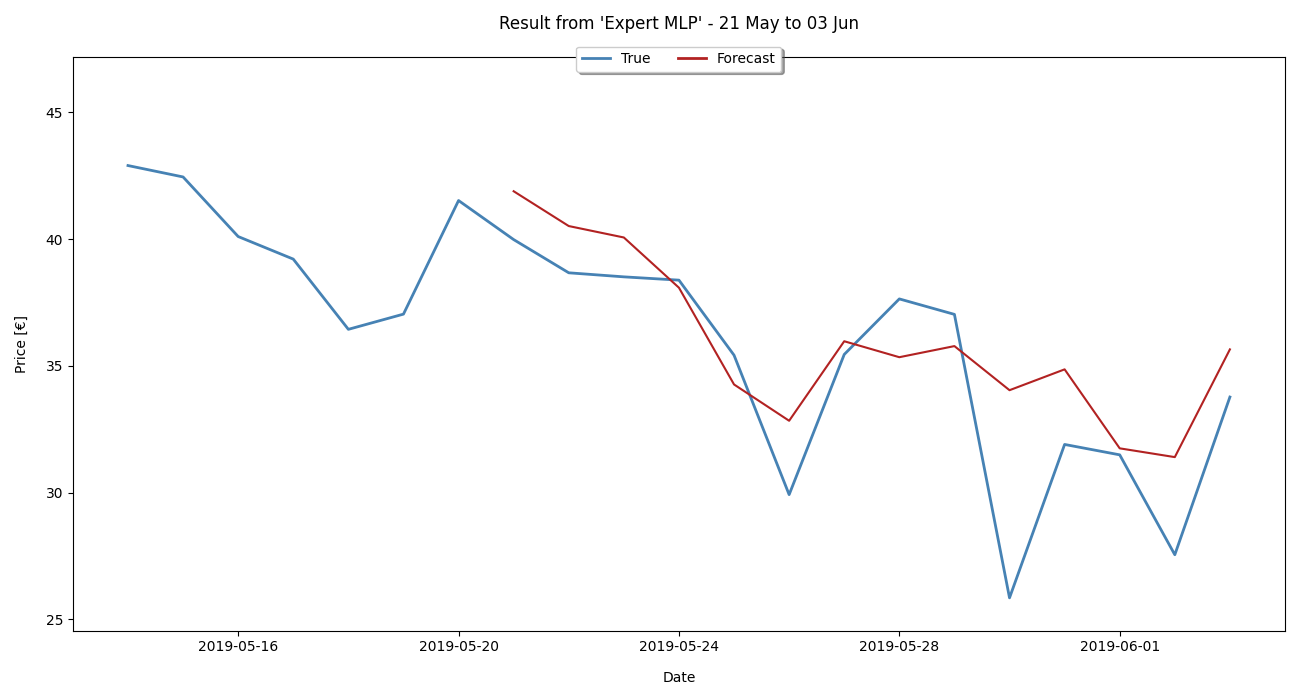 Result from 'Expert MLP' - 21 May to 03 Jun
True Forecast
45
40
35
30
25
Price [€]
2019-05-16 2019-05-20 2019-05-24 2019-05-28 2019-06-01
Date